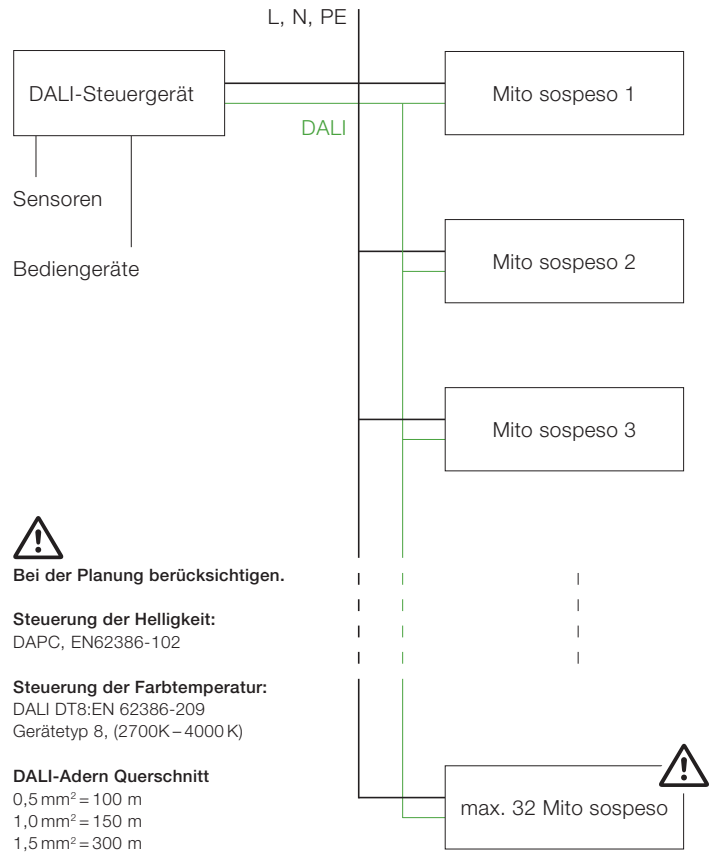 L, N, PE
DALI-Steuergerät
Mito sospeso 1
DALI
Sensoren
Bediengeräte
Mito sospeso 2
Mito sospeso 3
Bei der Planung berücksichtigen.
Steuerung der Helligkeit:
DAPC, EN62386-102
Steuerung der Farbtemperatur:
DALI DT8:EN 62386-209
Gerätetyp 8, (2700K – 4000 K)
DALI-Adern Querschnitt
0,5 mm² = 100 m
1,0 mm² = 150 m
1,5 mm² = 300 m
max. 32 Mito sospeso